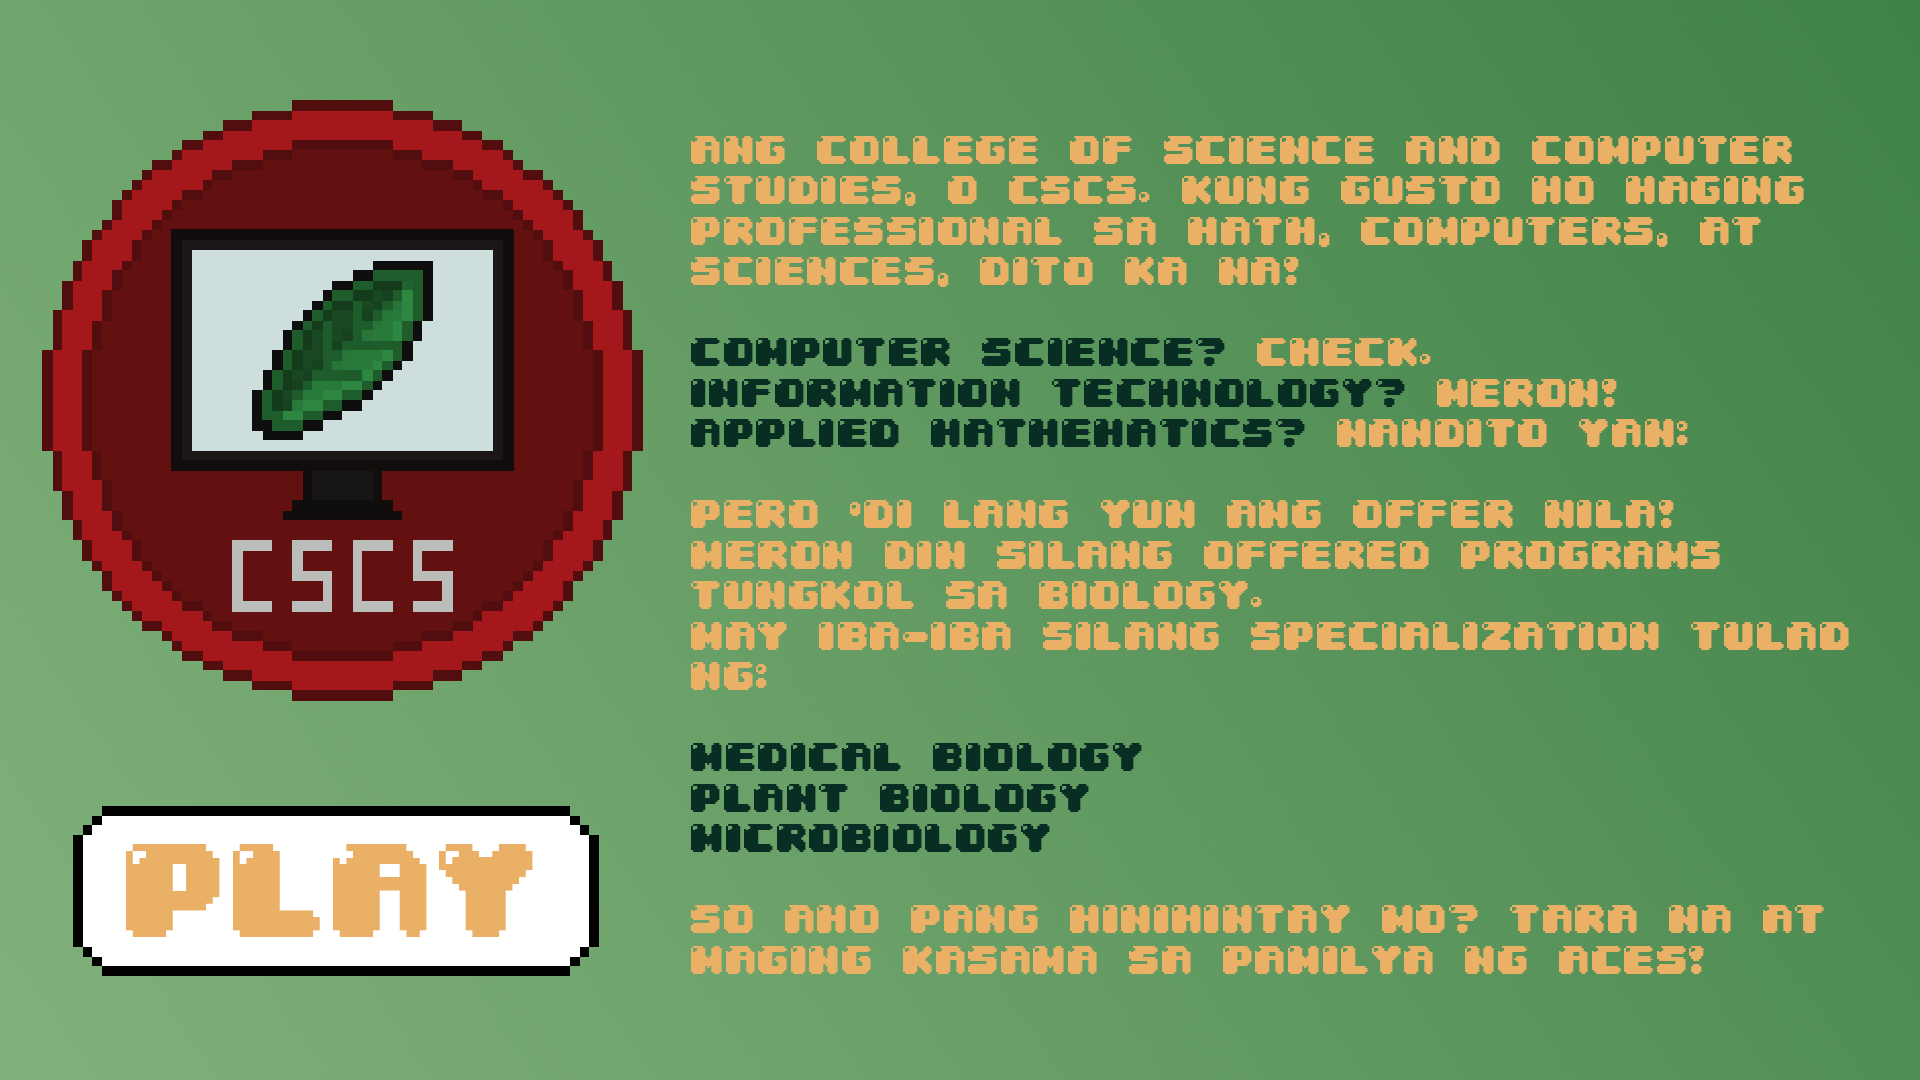 CSCS
PLAY
ANG COLLEGE OF SCIENCE AND COMPUTER
STUDIES, O CSCS. KUNG GUSTO MO MAGING
PROFESSIONAL SA MATH, COMPUTERS, AT
SCIENCES, DITO KA NA!
COMPUTER SCIENCE? CHECK.
INFORMATION TECHNOLOGY? MERON!
APPLIED MATHEMATICS? NANDITO YAN:
PERO 'DI LANG YUN ANG OFFER NILA!
MERON DIN SILANG OFFERED PROGRAMS
TUNGKOL SA BIOLOGY.
MAY IBA-IBA SILANG SPECIALIZATION TULAD
NG:
MEDICAL BIOLOGY
PLANT BIOLOGY
MICROBIOLOGY
SO ANO PANG HINIHINTAY MO? TARA NA AT
MAGING KASAMA SA PAMILYA NG ACES!